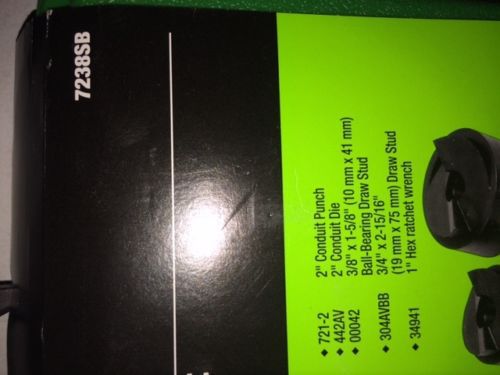 7238SB
◆ 721-2 2" Conduit Punch
◆ 442AV 2" Conduit Die
◆ 00042 3/8" x 1-5/8" (10 mm x 41 mm)
Ball-Bearing Draw Stud
◆ 304AVBB 3/4" x 2-15/16"
(19 mm x 75 mm) Draw Stud
◆ 34941 1" Hex ratchet wrench